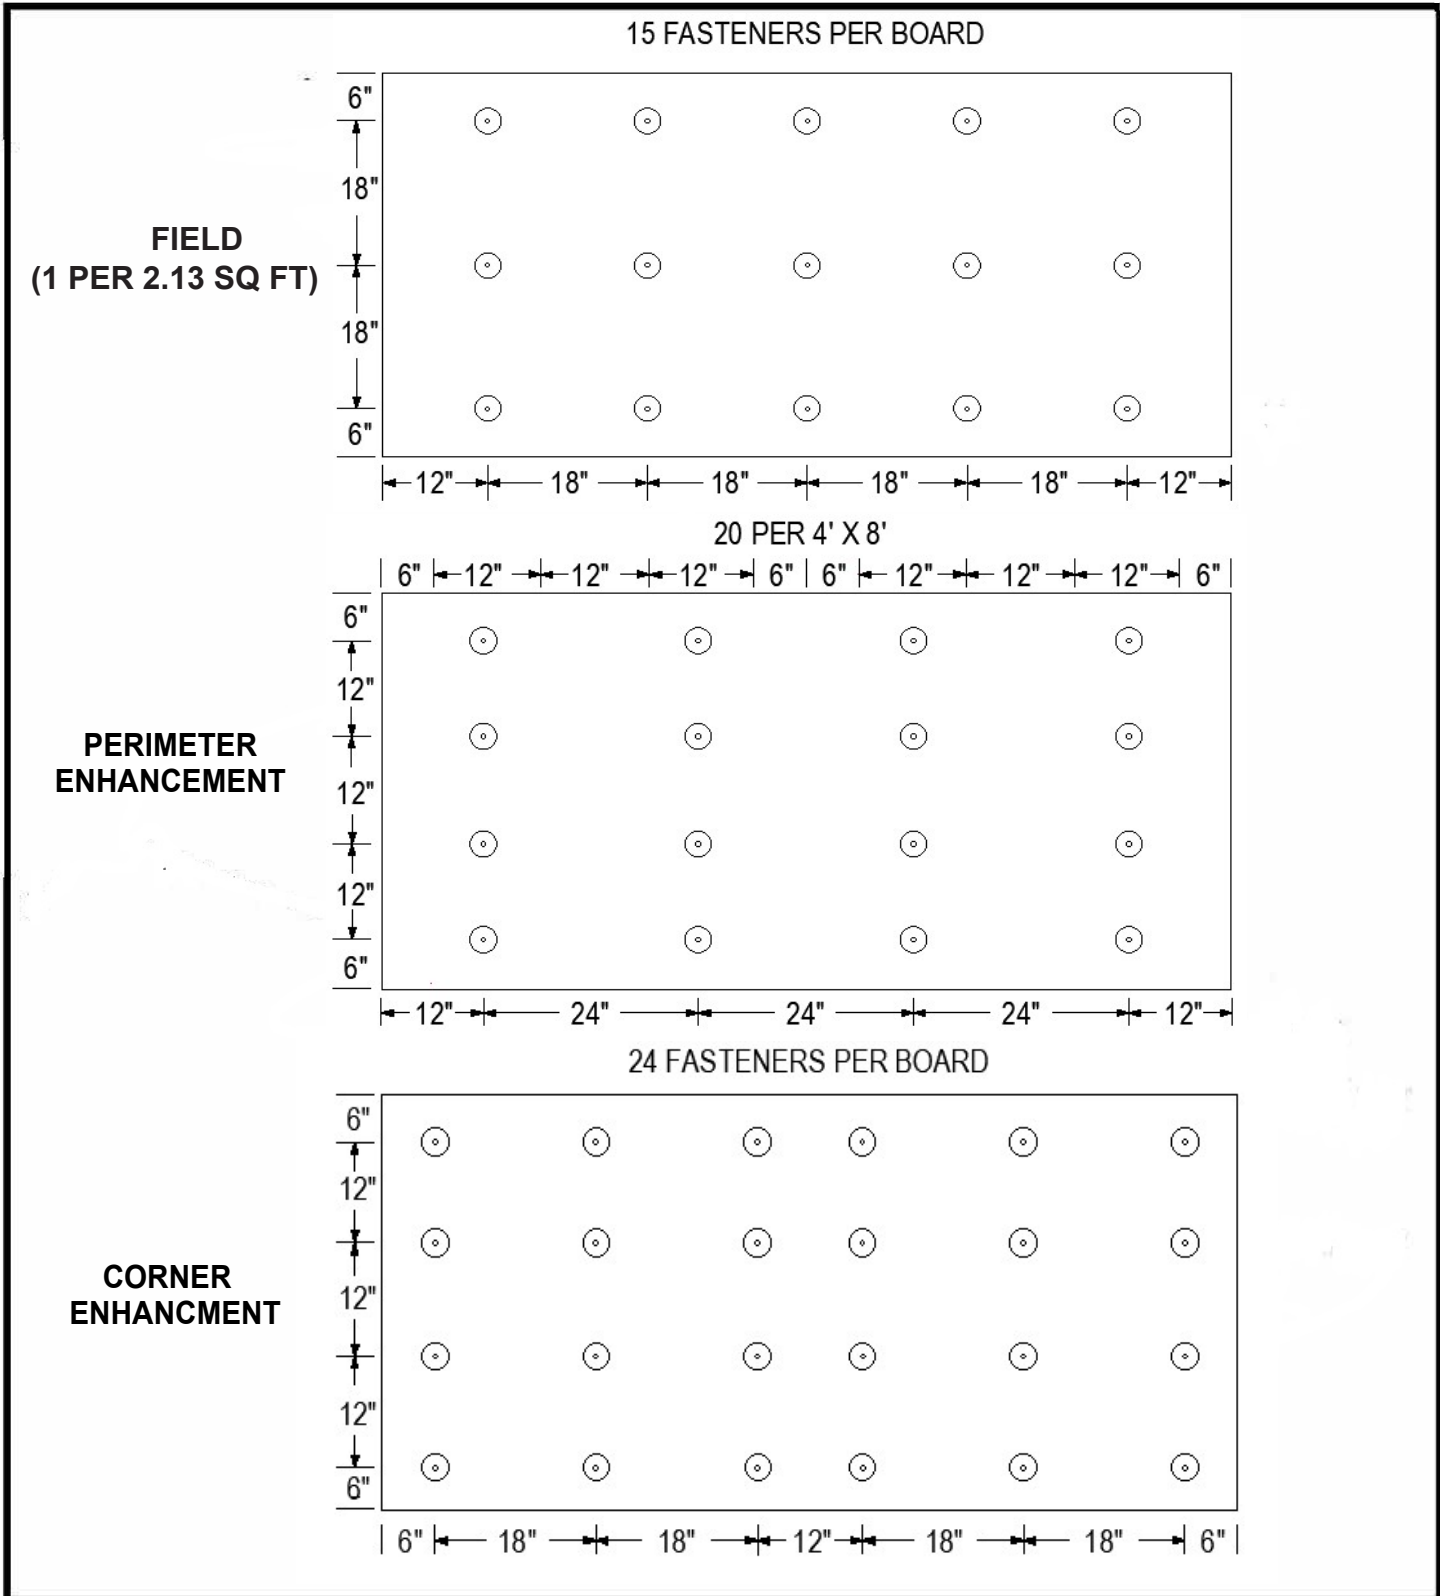 15 FASTENERS PER BOARD
6"
18"
FIELD
(1 PER 2.13 SQ FT)
18"
6"
12" 18" 18" 18" 18" 12"
20 PER 4' X 8'
6" 12" 12" 12" 6" 6" 12" 12" 12" 6"
6"
12"
PERIMETER
ENHANCEMENT
12"
12"
6"
12" 24" 24" 24" 12"
24 FASTENERS PER BOARD
6"
12"
CORNER
ENHANCMENT
12"
12"
6"
6" 18" 18" 12" 18" 18" 6"